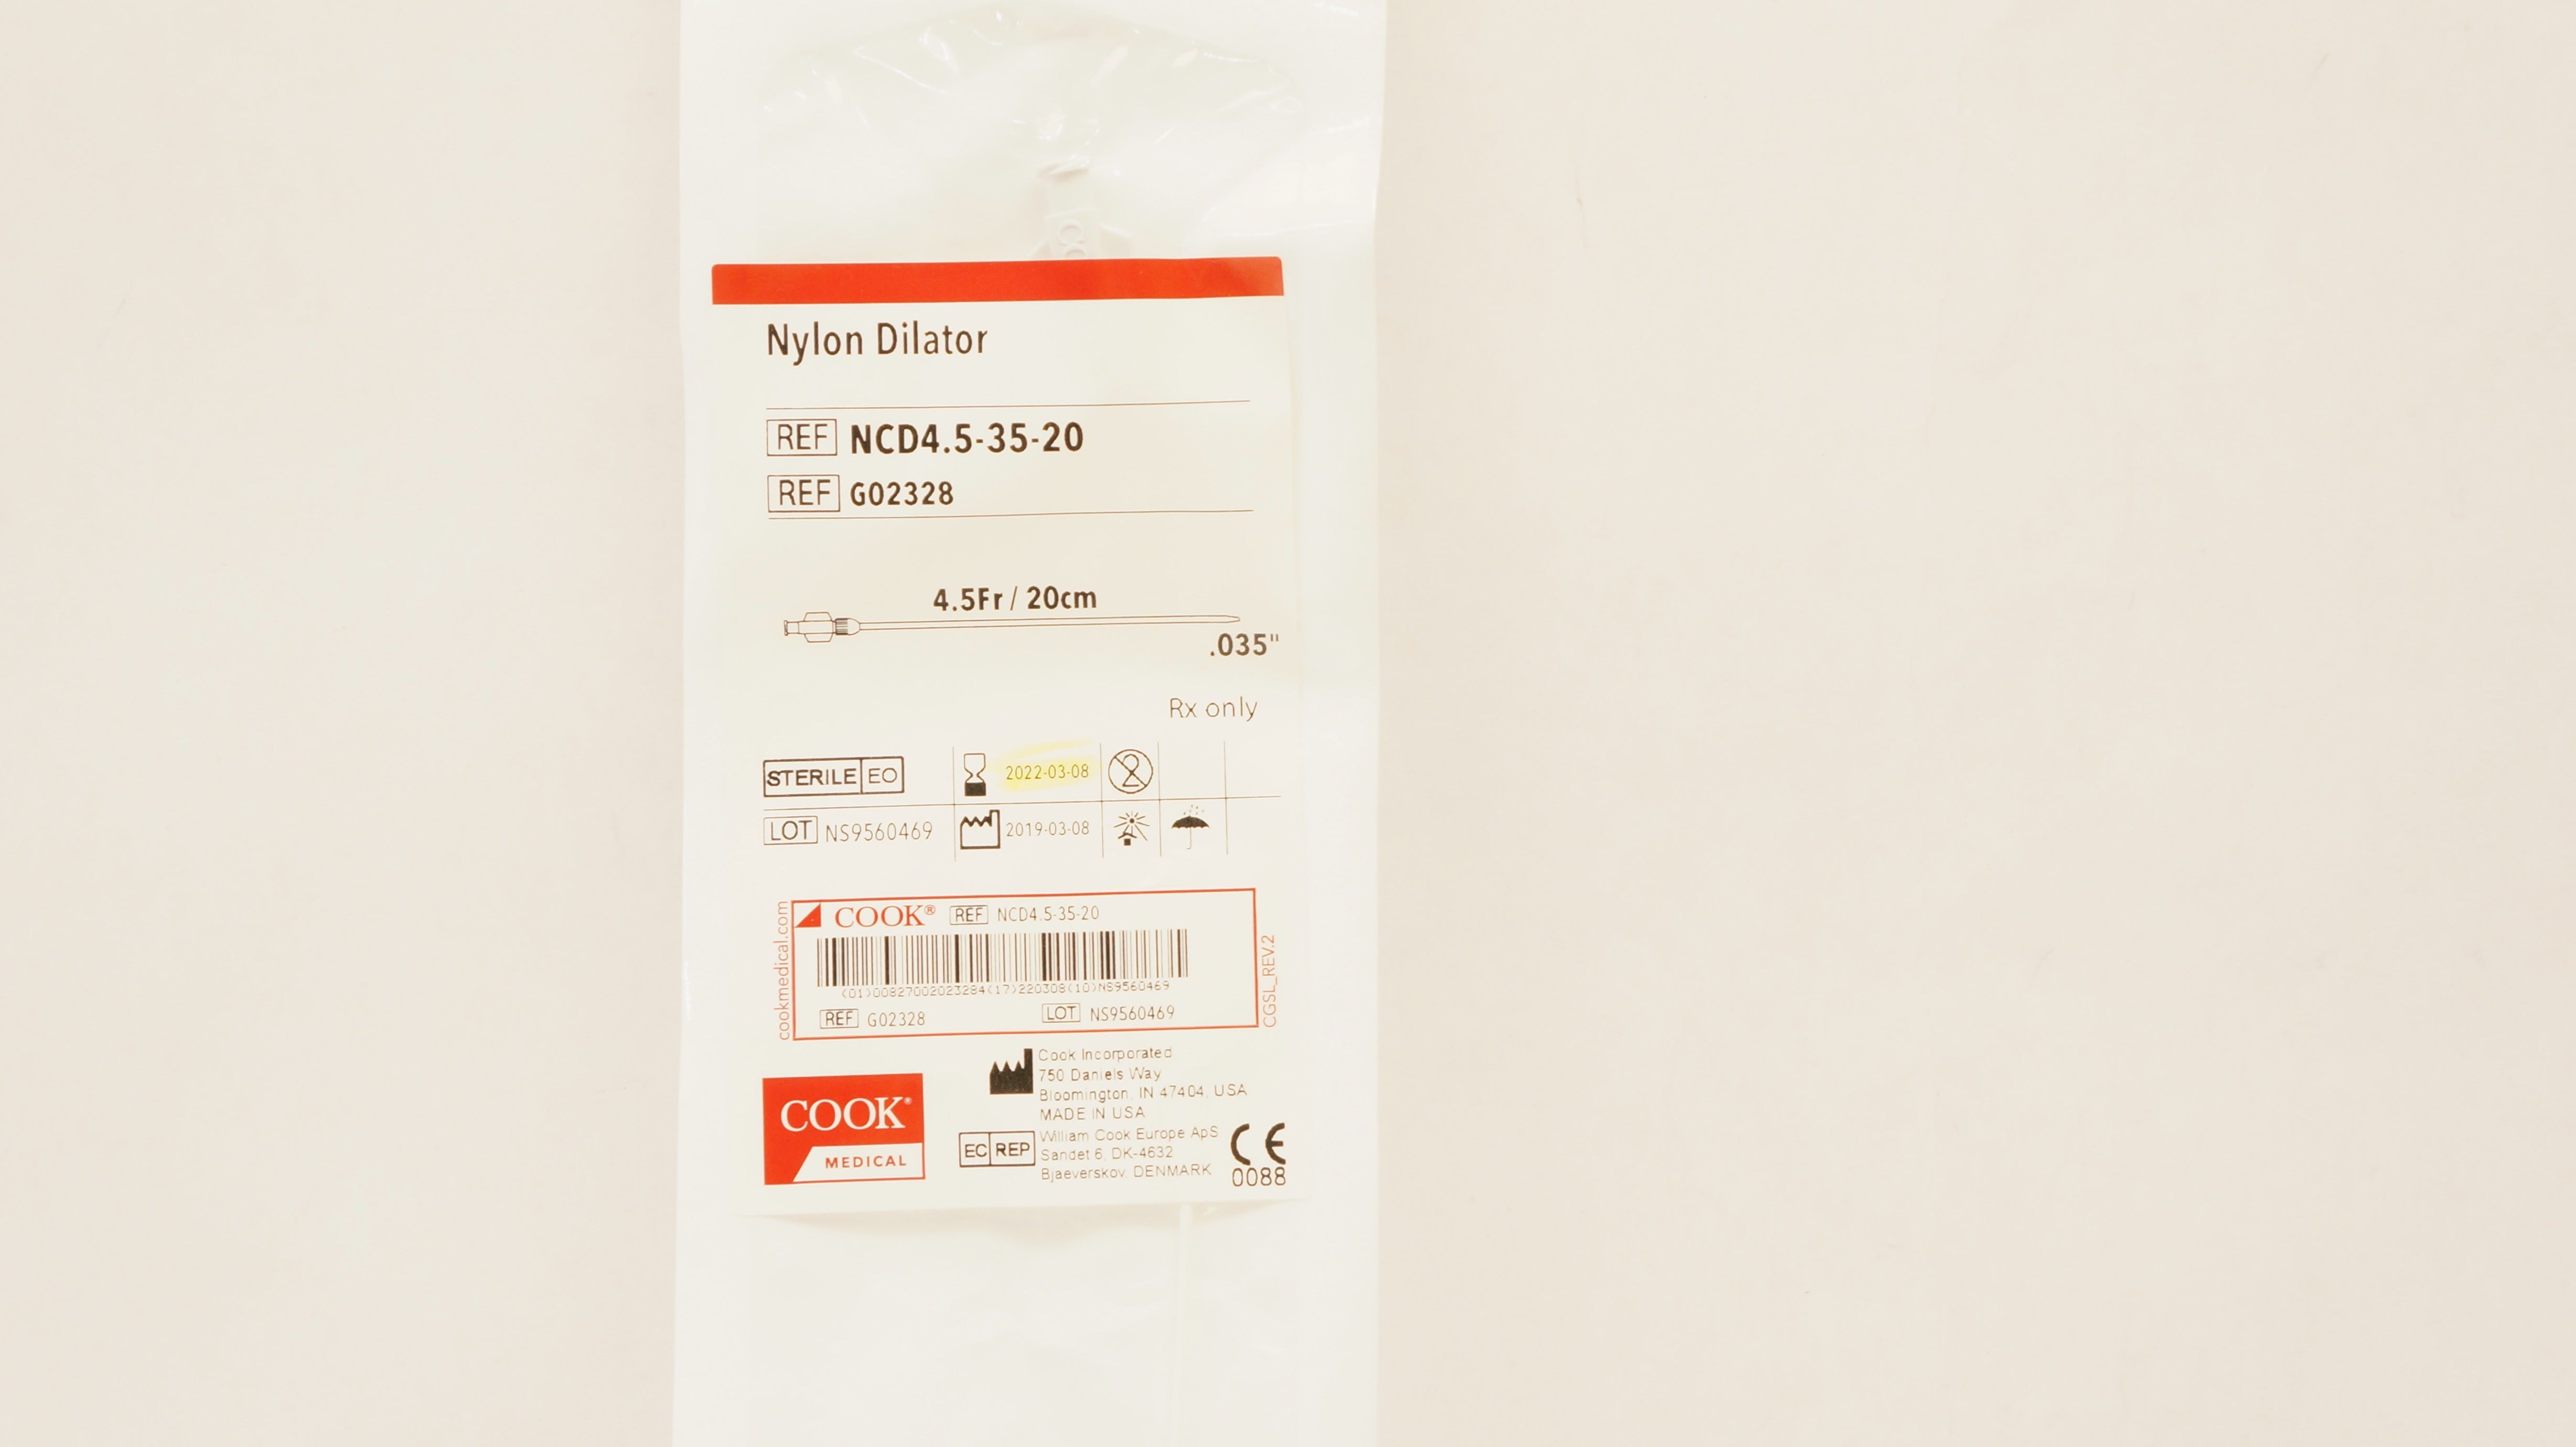 Nylon Dilator
REF NCD4.5-35-20
REF G02328
4.5Fr / 20cm
.035"
Rx only
STERILE EO 2022-03-08 2
LOT NS9560469 2019-03-08
cookmedical.com
COOK® REF NCD4.5-35-20
(01)00827002023284(17)220308(10)NS9560469
REF G02328 LOT NS9560469
CGSL_REV.2
COOK®
MEDICAL
Cook Incorporated
750 Daniels Way
Bloomington, IN 47404, USA
MADE IN USA
EC REP
William Cook Europe ApS
Sandet 6, DK-4632
Bjaeverskov, DENMARK
CE
0088